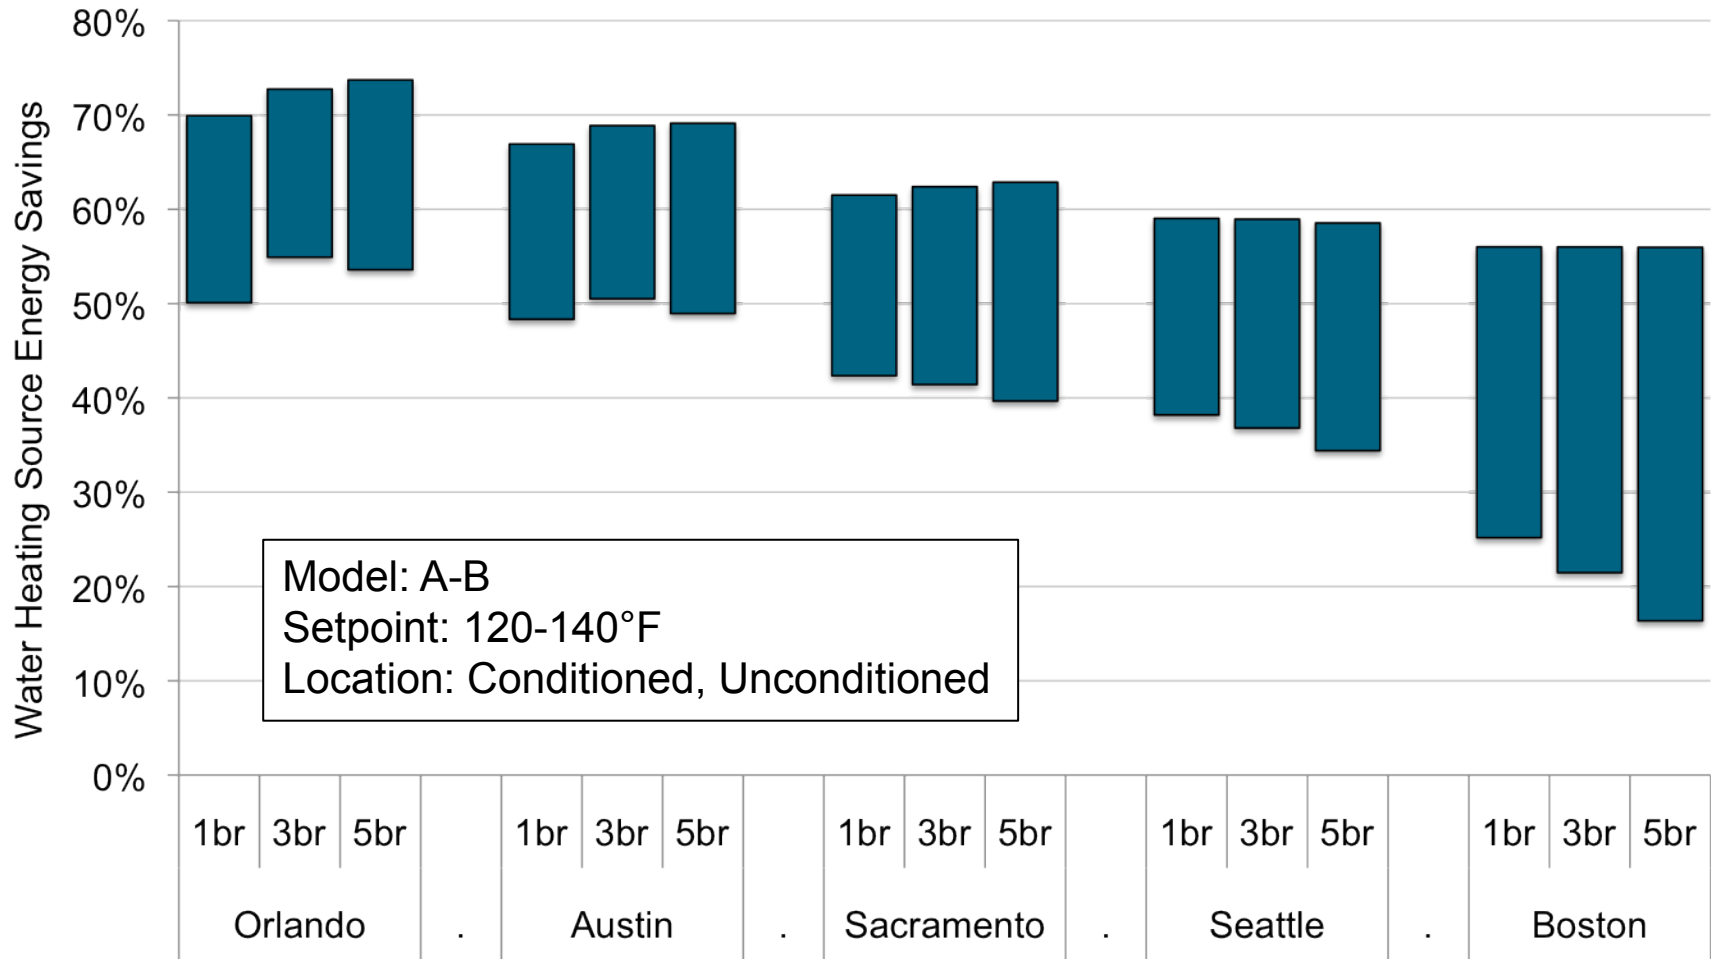 Water Heating Source Energy Savings
80%
70%
60%
50%
40%
30%
20%
10%
0%
Model: A-B
Setpoint: 120-140°F
Location: Conditioned, Unconditioned
1br 3br 5br 1br 3br 5br 1br 3br 5br 1br 3br 5br 1br 3br 5br
Orlando . Austin . Sacramento . Seattle . Boston